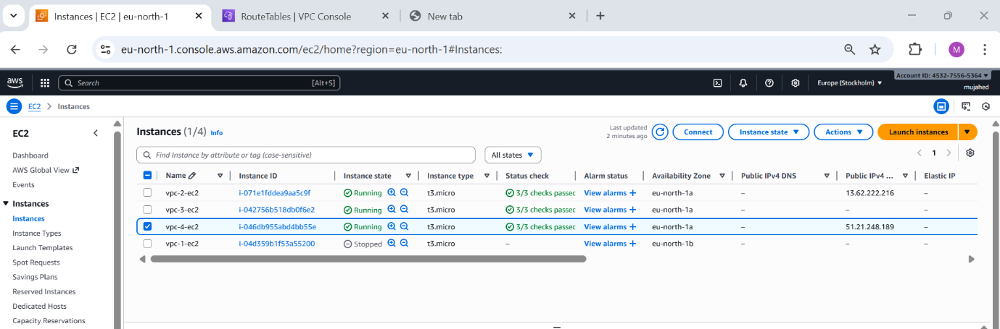 Instances | EC2 | eu-north-1
RouteTables | VPC Console
New tab
eu-north-1.console.aws.amazon.com/ec2/home?region=eu-north-1#Instances:
M
aws
Search
[Alt+S]
Europe (Stockholm)
Account ID: 4532-7556-5364
mujahed
EC2 > Instances
EC2
Dashboard
AWS Global View
Events
Instances
Instances
Instance Types
Launch Templates
Spot Requests
Savings Plans
Reserved Instances
Dedicated Hosts
Capacity Reservations
Instances (1/4) Info
Last updated
2 minutes ago
Connect
Instance state
Actions
Launch instances
Find Instance by attribute or tag (case-sensitive)
All states
1
Name Instance ID Instance state Instance type Status check Alarm status Availability Zone Public IPv4 DNS Public IPv4 ... Elastic IP
vpc-2-ec2 i-071e1fddea9aa5c9f Running t3.micro 3/3 checks passec View alarms + eu-north-1a – 13.62.222.216 –
vpc-3-ec2 i-042756b518db0f6e2 Running t3.micro 3/3 checks passec View alarms + eu-north-1a – – –
vpc-4-ec2 i-046db955abd4bb55e Running t3.micro 3/3 checks passec View alarms + eu-north-1a – 51.21.248.189 –
vpc-1-ec2 i-04d359b1f53a55200 Stopped t3.micro – View alarms + eu-north-1b – – –